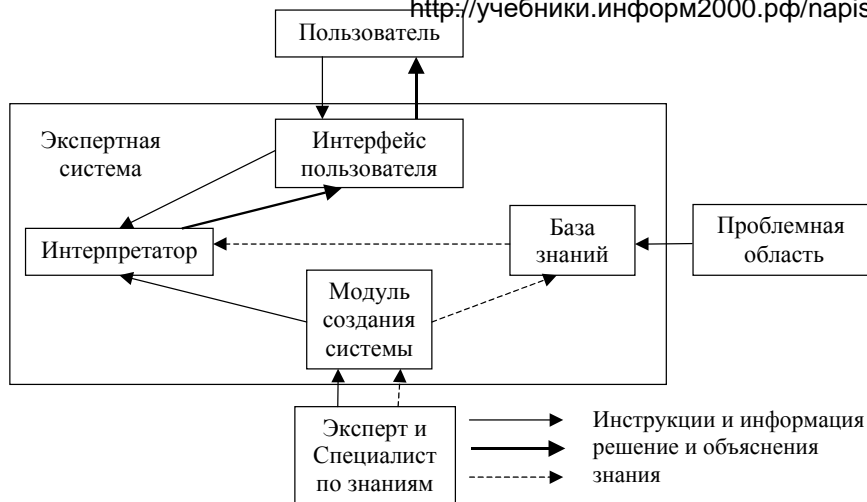 http://учебники.информ2000.рф/napis
Пользователь
Экспертная
система
Интерфейс
пользователя
Интерпретатор
База
знаний
Проблемная
область
Модуль
создания
системы
Эксперт и
Специалист
по знаниям
Инструкции и информация
решение и объяснения
знания